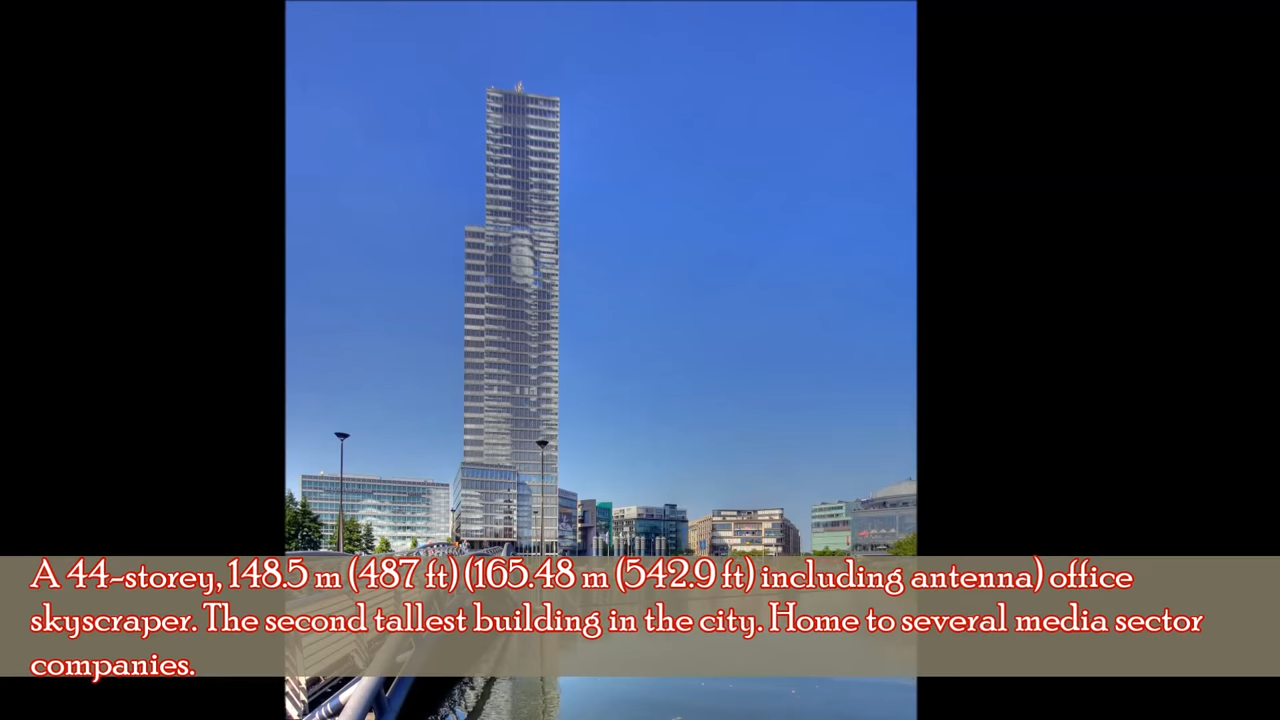 A 44-storey, 148.5 m (487 ft) (165.48 m (542.9 ft) including antenna) office
skyscraper. The second tallest building in the city. Home to several media sector
companies.